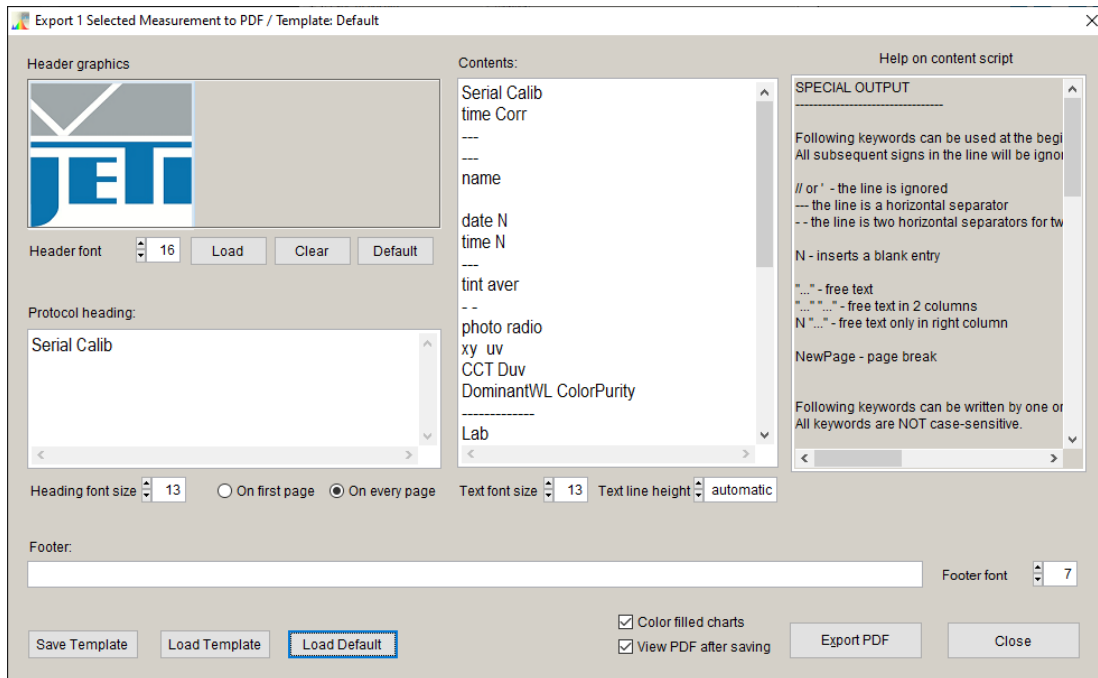 Export 1 Selected Measurement to PDF / Template: Default
Header graphics
JETI
Header font 16 Load Clear Default
Protocol heading:
Serial Calib
Heading font size 13 On first page On every page
Contents:
Serial Calib
time Corr
---
---
name
date N
time N
---
tint aver
- -
photo radio
xy uv
CCT Duv
DominantWL ColorPurity
-------------
Lab
Text font size 13 Text line height automatic
Help on content script
SPECIAL OUTPUT
---------------------------------
Following keywords can be used at the begi
All subsequent signs in the line will be ignor
// or ' - the line is ignored
--- the line is a horizontal separator
- - the line is two horizontal separators for tw
N - inserts a blank entry
"..." - free text
"..." "..." - free text in 2 columns
N "..." - free text only in right column
NewPage - page break
Following keywords can be written by one or
All keywords are NOT case-sensitive.
Footer:
Footer font 7
Save Template Load Template Load Default
Color filled charts
View PDF after saving
Export PDF Close